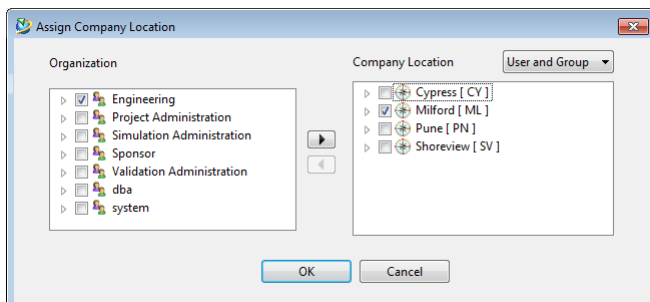 Assign Company Location
Organization
Company Location
User and Group
Engineering
Project Administration
Simulation Administration
Sponsor
Validation Administration
dba
system
Cypress [ CY ]
Milford [ ML ]
Pune [ PN ]
Shoreview [ SV ]
OK
Cancel